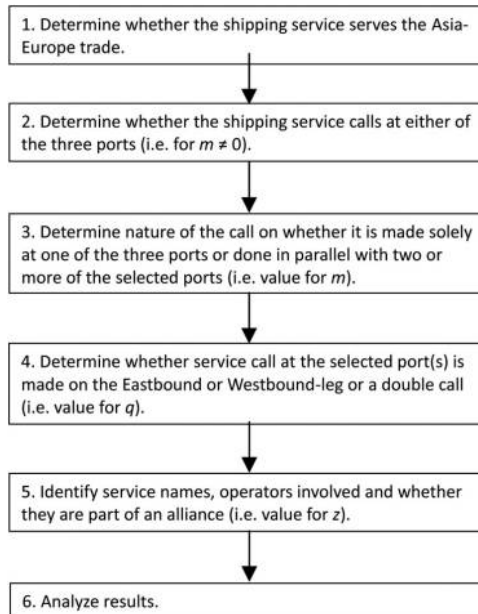 1. Determine whether the shipping service serves the Asia-
Europe trade.
2. Determine whether the shipping service calls at either of
the three ports (i.e. for m ≠ 0).
3. Determine nature of the call on whether it is made solely
at one of the three ports or done in parallel with two or
more of the selected ports (i.e. value for m).
4. Determine whether service call at the selected port(s) is
made on the Eastbound or Westbound-leg or a double call
(i.e. value for q).
5. Identify service names, operators involved and whether
they are part of an alliance (i.e. value for z).
6. Analyze results.